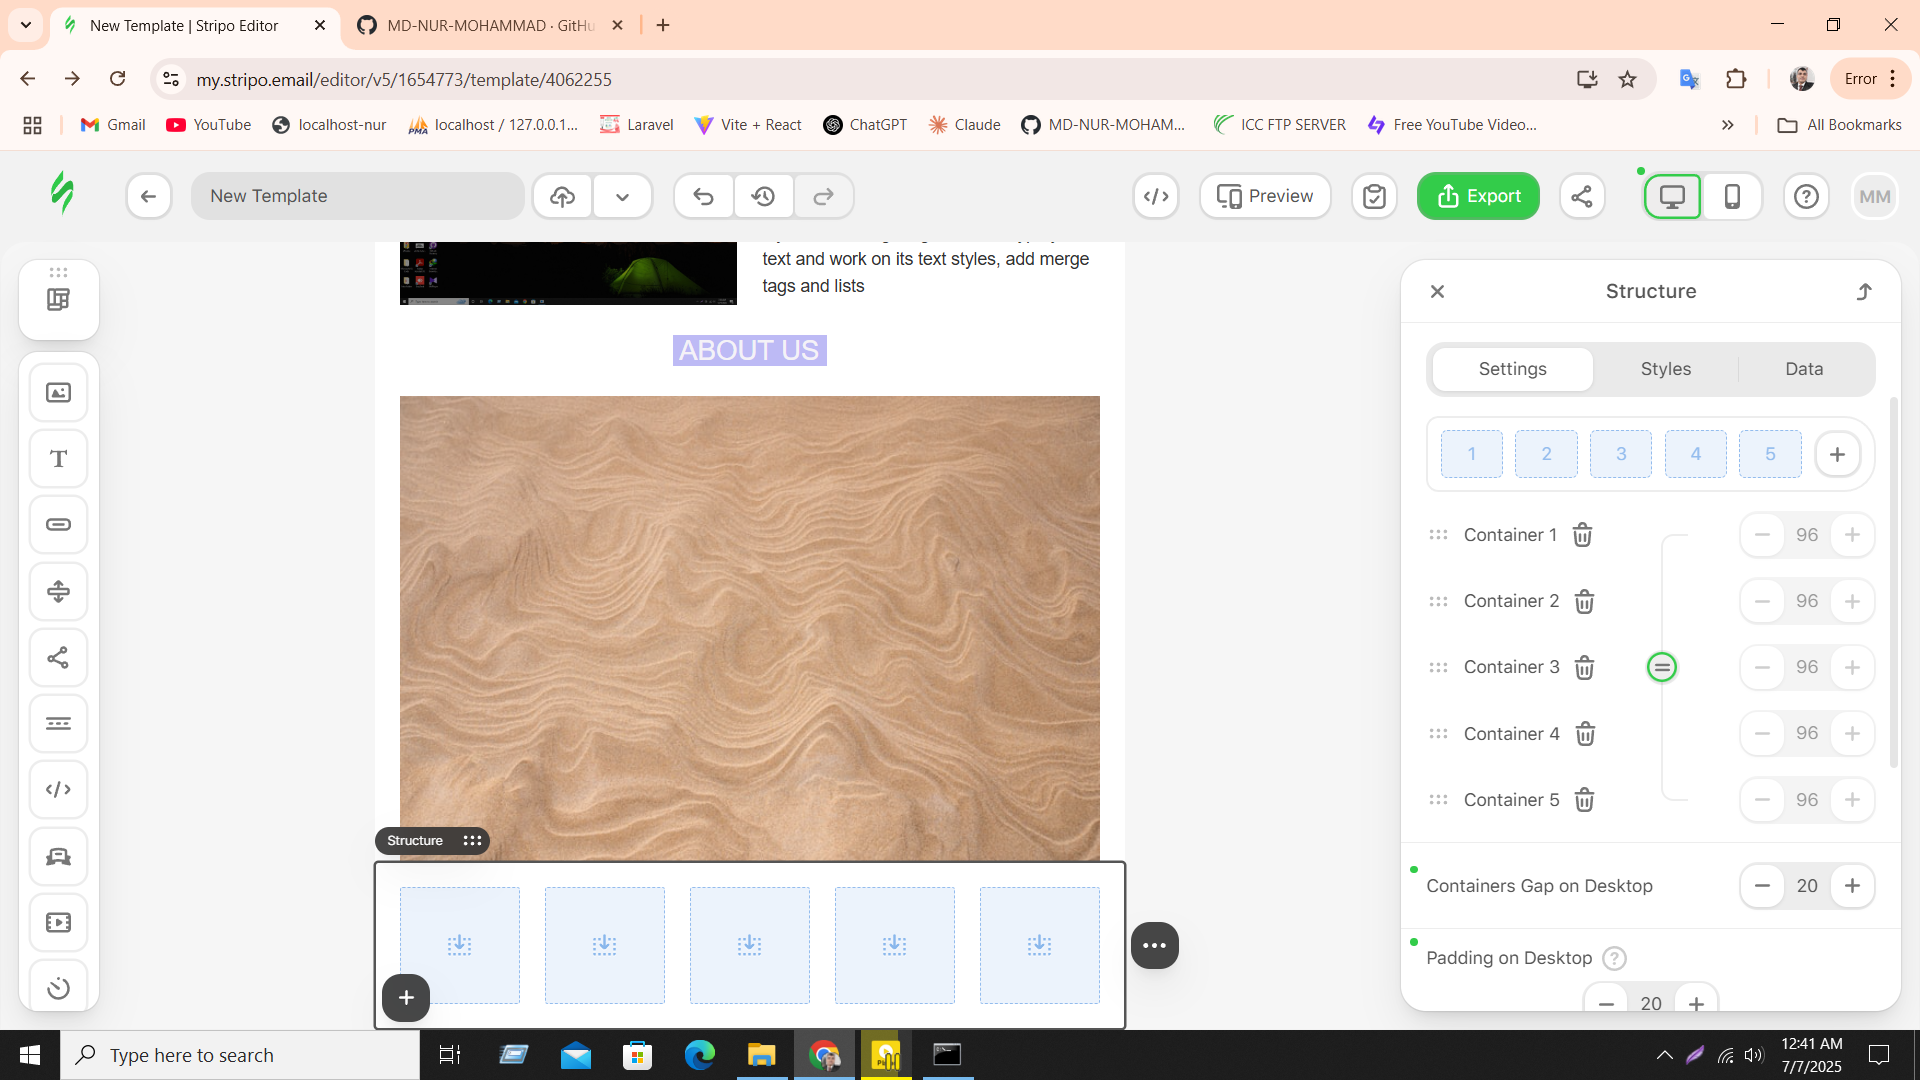 New Template | Stripo Editor
MD-NUR-MOHAMMAD · GitHu
my.stripo.email/editor/v5/1654773/template/4062255
Error
Gmail
YouTube
localhost-nur
localhost / 127.0.0.1...
Laravel
Vite + React
ChatGPT
Claude
MD-NUR-MOHAM...
ICC FTP SERVER
Free YouTube Video...
All Bookmarks
New Template
Preview
Export
MM
text and work on its text styles, add merge
tags and lists
ABOUT US
Structure
Structure
Settings
Styles
Data
1 2 3 4 5
Container 1 96
Container 2 96
Container 3 96
Container 4 96
Container 5 96
Containers Gap on Desktop 20
Padding on Desktop
20
Type here to search
12:41 AM
7/7/2025